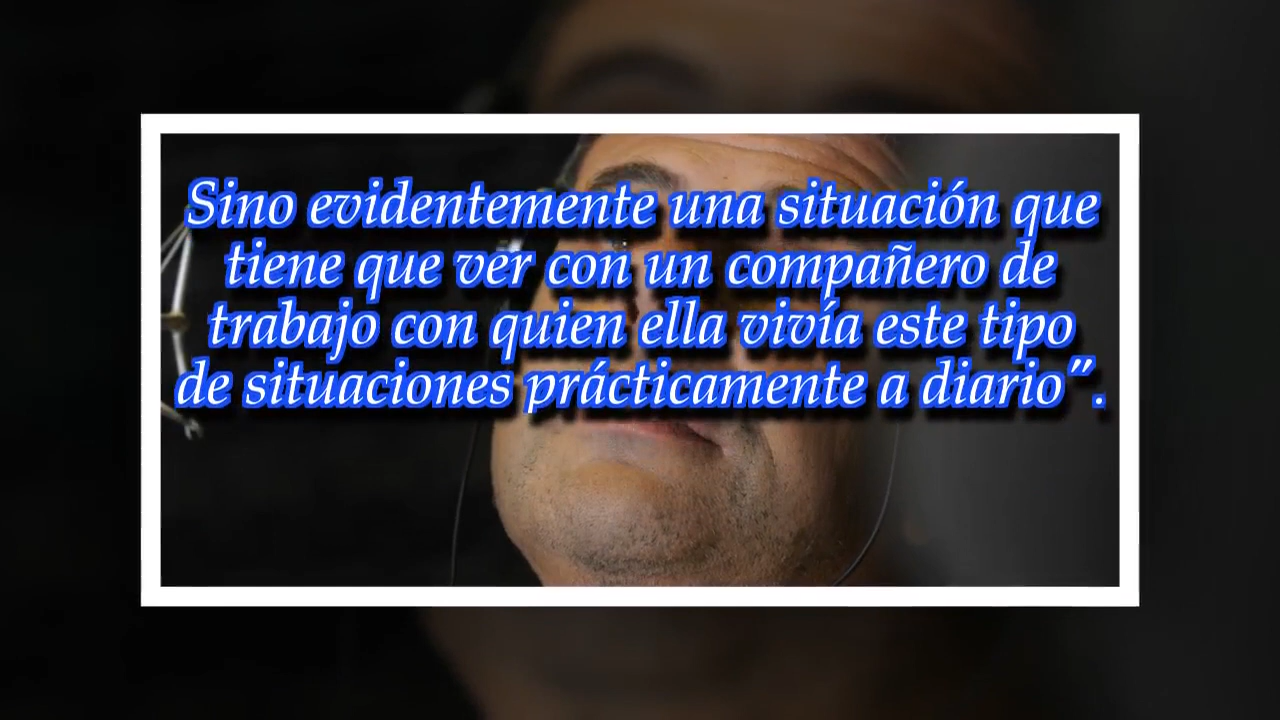 Sino evidentemente una situación que
tiene que ver con un compañero de
trabajo con quien ella vivía este tipo
de situaciones prácticamente a diario”.